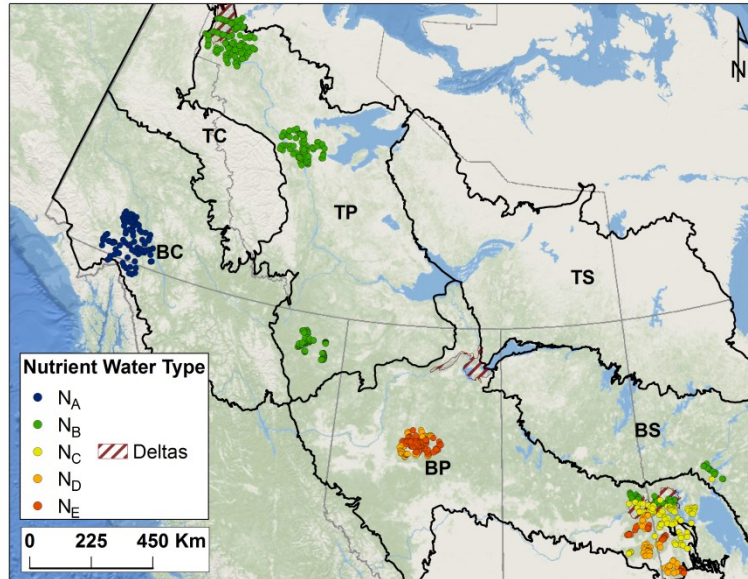 N
TC
TP
BC
TS
Nutrient Water Type
N_A
N_B
N_C
Deltas
N_D
N_E
BS
BP
0 225 450 Km